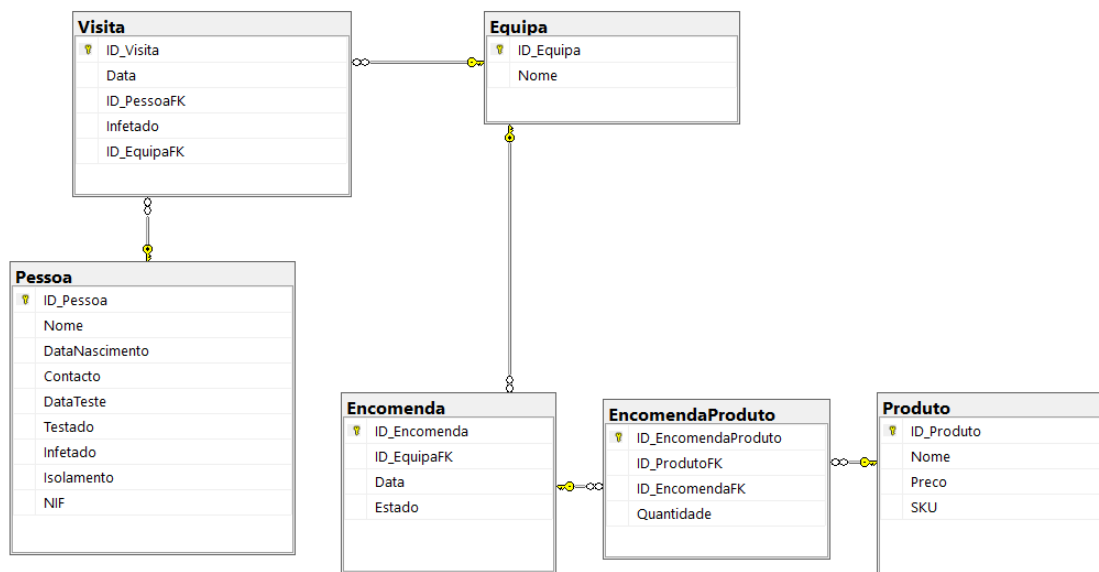 Visita
ID_Visita
Data
ID_PessoaFK
Infetado
ID_EquipaFK
Equipa
ID_Equipa
Nome
Pessoa
ID_Pessoa
Nome
DataNascimento
Contacto
DataTeste
Testado
Infetado
Isolamento
NIF
Encomenda
ID_Encomenda
ID_EquipaFK
Data
Estado
EncomendaProduto
ID_EncomendaProduto
ID_ProdutoFK
ID_EncomendaFK
Quantidade
Produto
ID_Produto
Nome
Preco
SKU